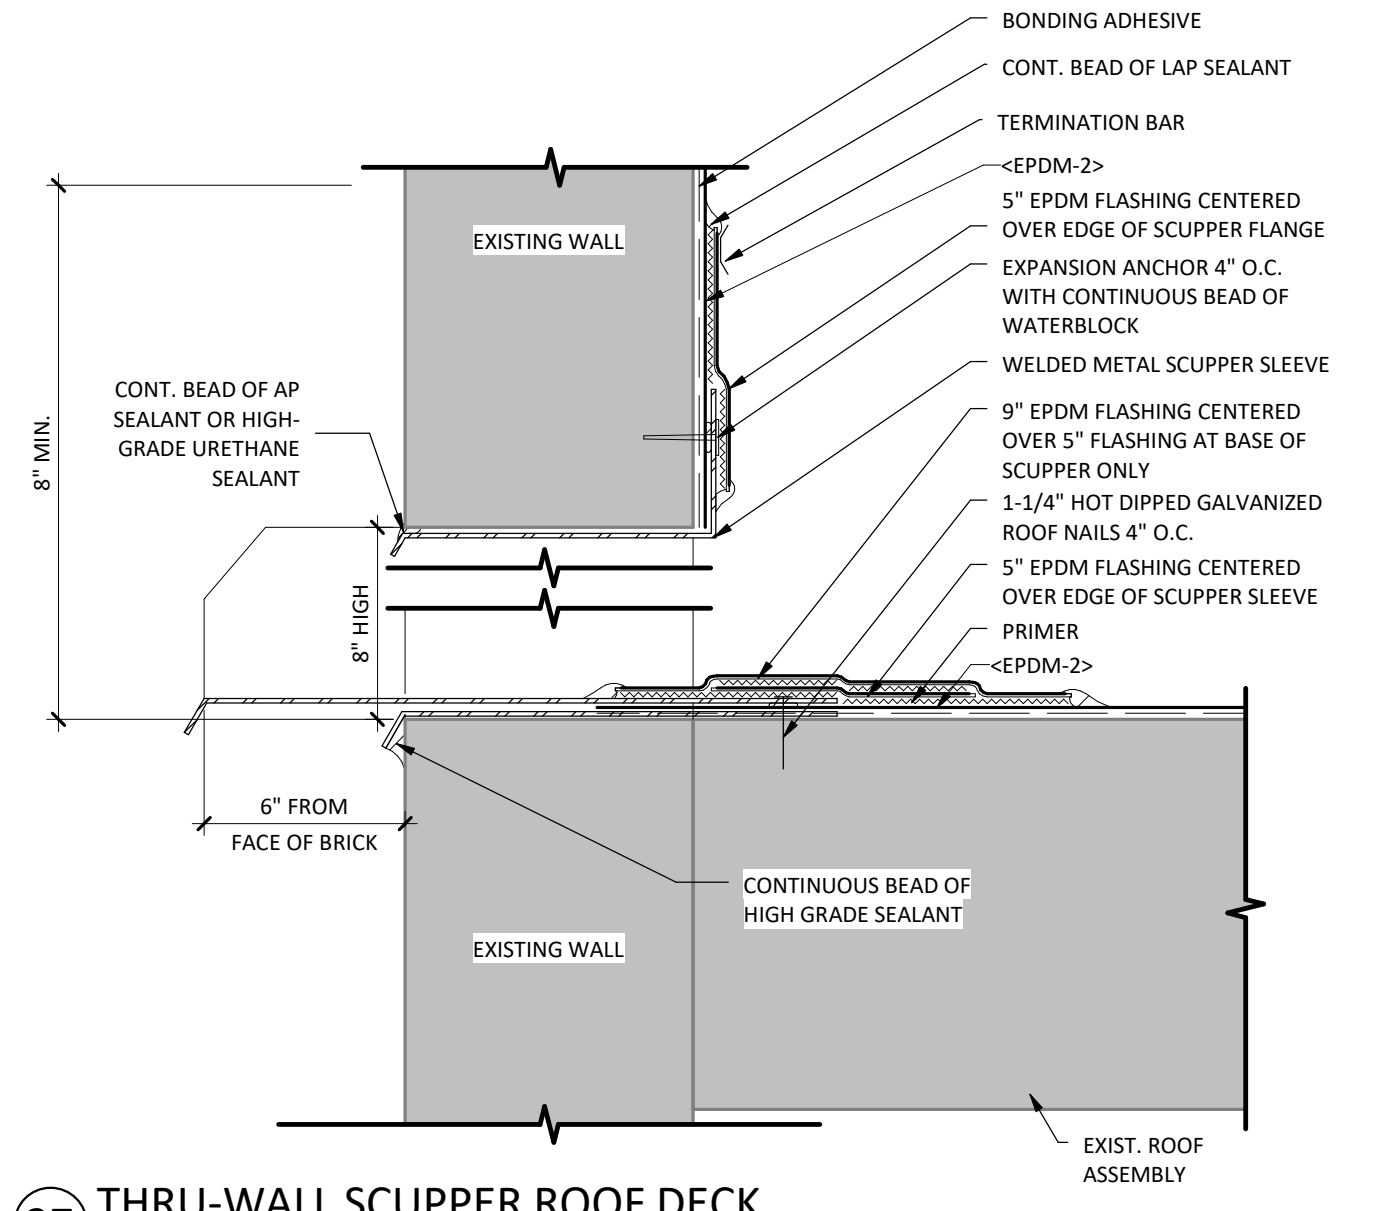 BONDING ADHESIVE
CONT. BEAD OF LAP SEALANT
TERMINATION BAR
<EPDM-2>
5" EPDM FLASHING CENTERED
OVER EDGE OF SCUPPER FLANGE
EXPANSION ANCHOR 4" O.C.
WITH CONTINUOUS BEAD OF
WATERBLOCK
WELDED METAL SCUPPER SLEEVE
9" EPDM FLASHING CENTERED
OVER 5" FLASHING AT BASE OF
SCUPPER ONLY
1-1/4" HOT DIPPED GALVANIZED
ROOF NAILS 4" O.C.
5" EPDM FLASHING CENTERED
OVER EDGE OF SCUPPER SLEEVE
PRIMER
<EPDM-2>
EXISTING WALL
8" MIN.
CONT. BEAD OF AP
SEALANT OR HIGH-
GRADE URETHANE
SEALANT
8" HIGH
6" FROM
FACE OF BRICK
CONTINUOUS BEAD OF
HIGH GRADE SEALANT
EXISTING WALL
EXIST. ROOF
ASSEMBLY
THRU-WALL SCUPPER ROOF DECK